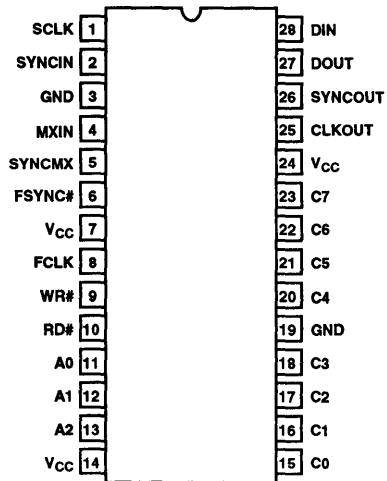 SCLK 1 28 DIN
SYNCIN 2 27 DOUT
GND 3 26 SYNCOUT
MXIN 4 25 CLKOUT
SYNCMX 5 24 VCC
FSYNC# 6 23 C7
VCC 7 22 C6
FCLK 8 21 C5
WR# 9 20 C4
RD# 10 19 GND
A0 11 18 C3
A1 12 17 C2
A2 13 16 C1
VCC 14 15 C0